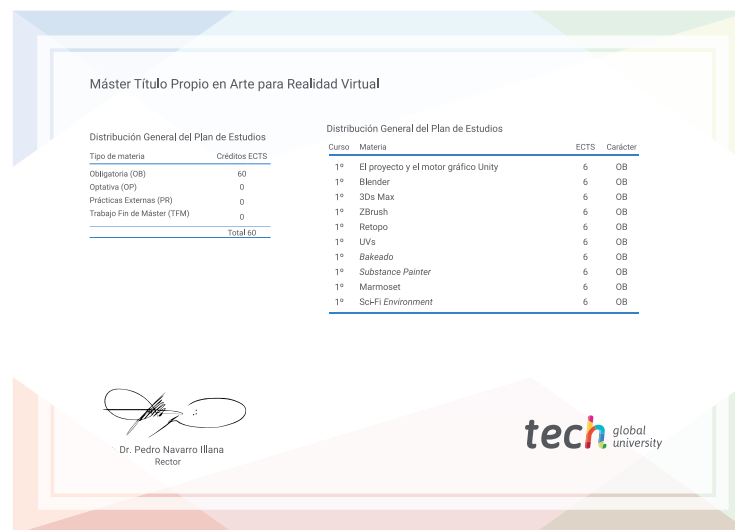 Máster Título Propio en Arte para Realidad Virtual
Distribución General del Plan de Estudios
Tipo de materia Créditos ECTS
Obligatoria (OB) 60
Optativa (OP) 0
Prácticas Externas (PR) 0
Trabajo Fin de Máster (TFM) 0
Total 60
Distribución General del Plan de Estudios
Curso Materia ECTS Carácter
1º El proyecto y el motor gráfico Unity 6 OB
1º Blender 6 OB
1º 3Ds Max 6 OB
1º ZBrush 6 OB
1º Retopo 6 OB
1º UVs 6 OB
1º Bakeado 6 OB
1º Substance Painter 6 OB
1º Marmoset 6 OB
1º Sci-Fi Environment 6 OB
Dr. Pedro Navarro Illana
Rector
tech global
university